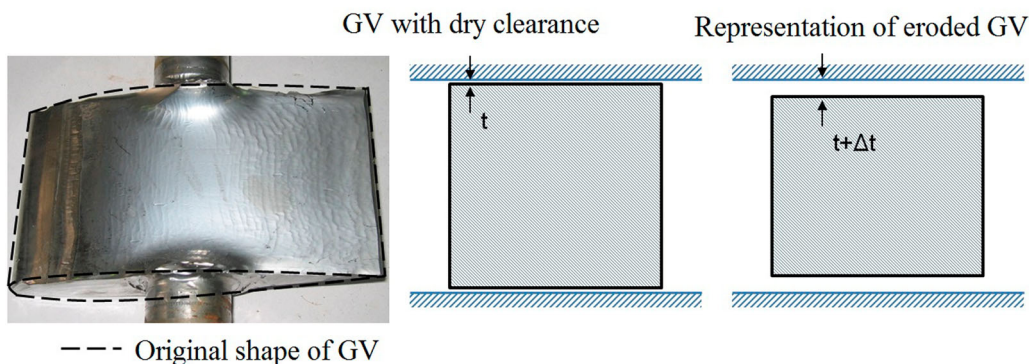 GV with dry clearance
Representation of eroded GV
t
t+Δt
Original shape of GV